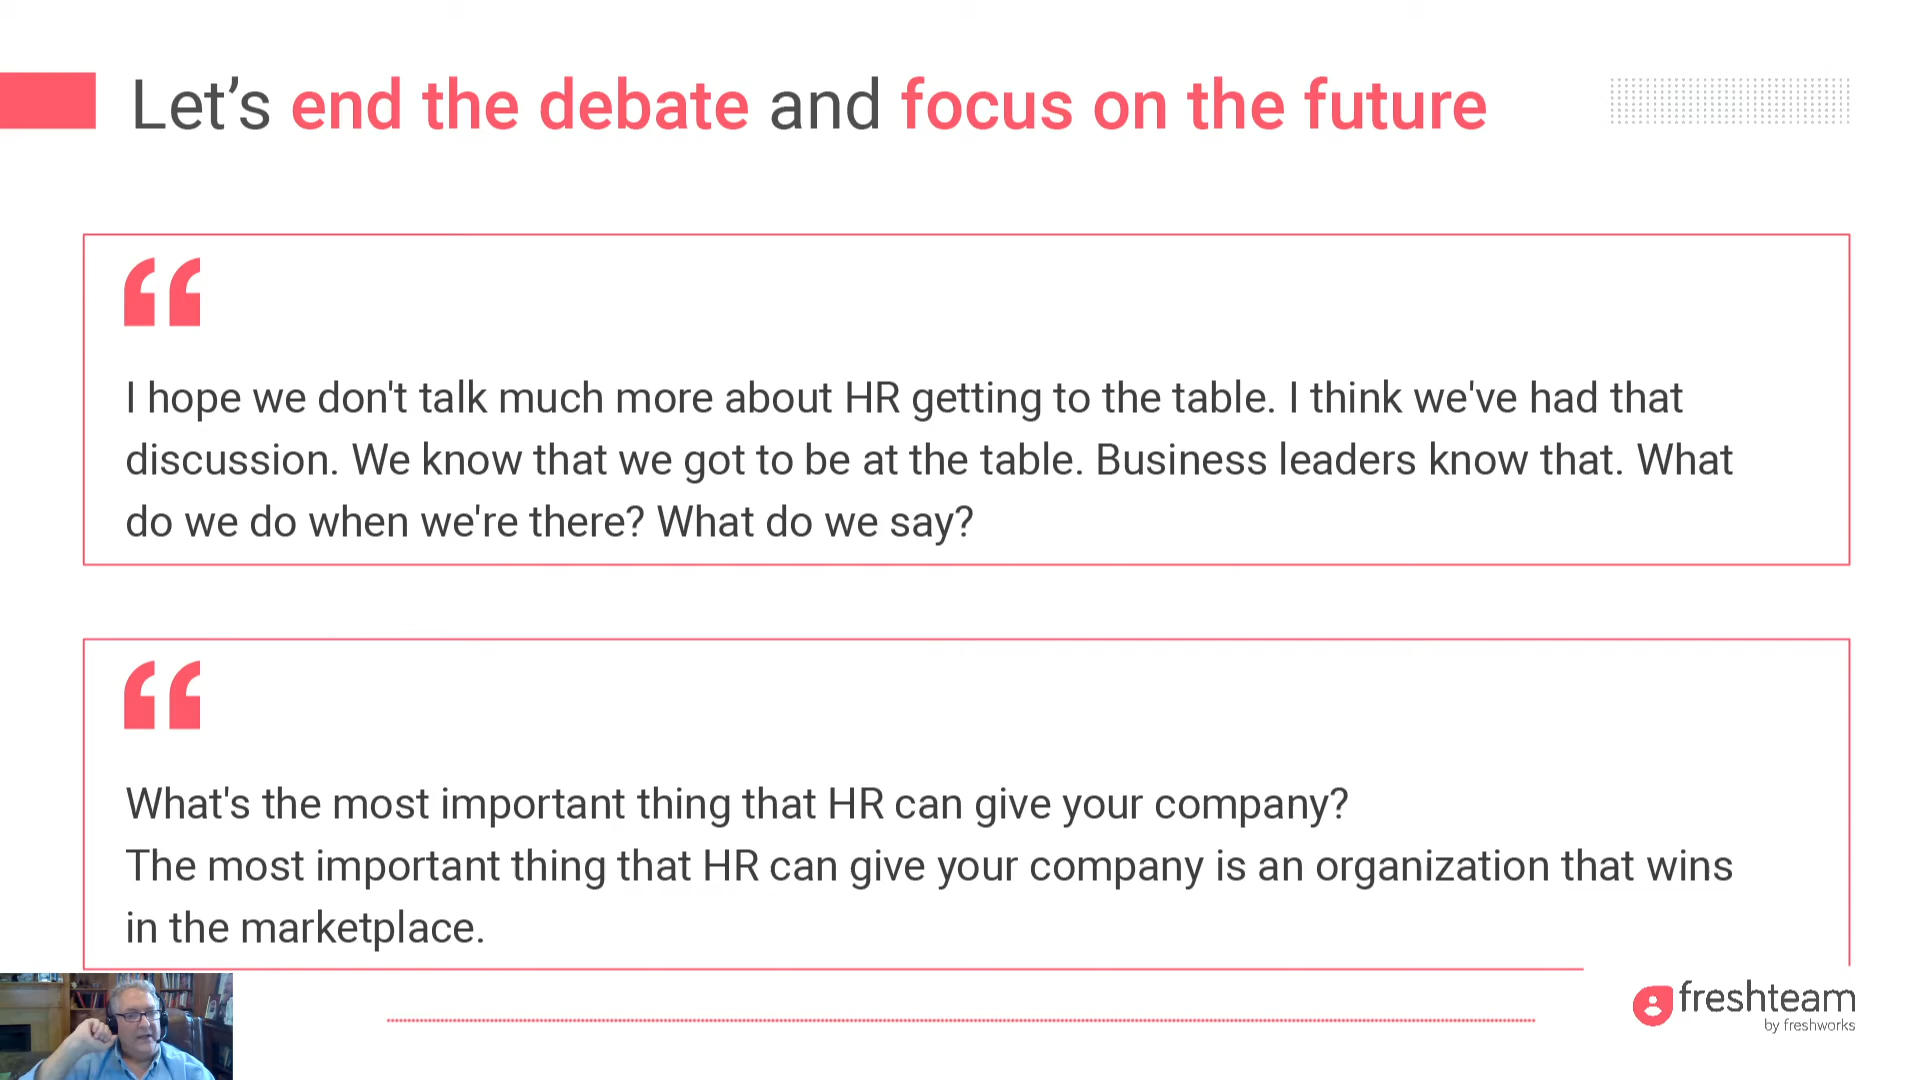 Let’s end the debate and focus on the future
“
I hope we don't talk much more about HR getting to the table. I think we've had that
discussion. We know that we got to be at the table. Business leaders know that. What
do we do when we're there? What do we say?
“
What's the most important thing that HR can give your company?
The most important thing that HR can give your company is an organization that wins
in the marketplace.
freshteam
by freshworks